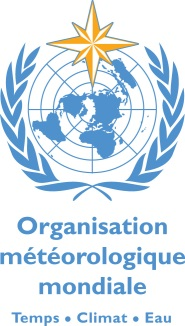 Organisation
météorologique
mondiale
Temps • Climat • Eau